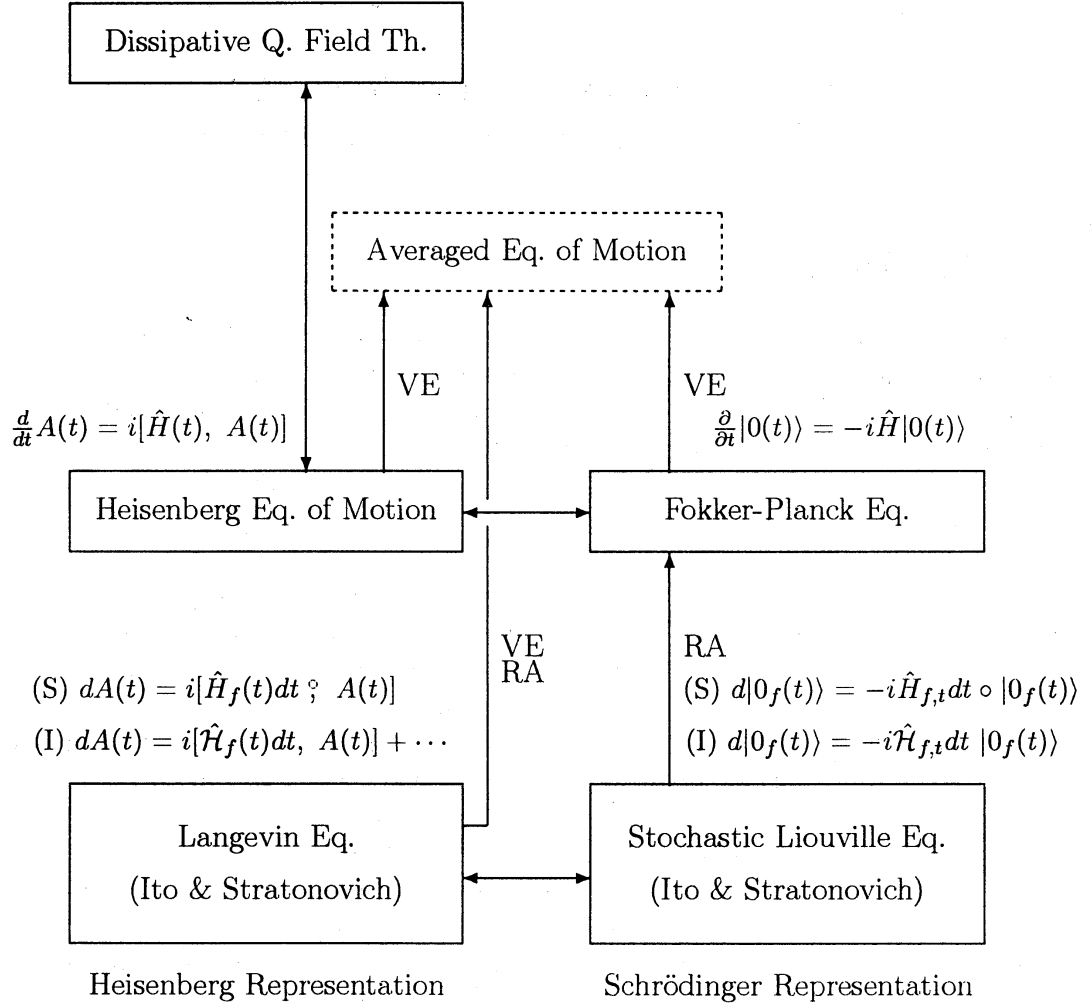 Dissipative Q. Field Th.
Averaged Eq. of Motion
VE
VE
$\frac{d}{dt}A(t) = i[\hat{H}(t),\ A(t)]$
$\frac{\partial}{\partial t}|0(t)\rangle = -i\hat{H}|0(t)\rangle$
Heisenberg Eq. of Motion
Fokker-Planck Eq.
VE
RA
RA
(S) $dA(t) = i[\hat{H}_f(t)dt \overset{\circ}{,}\ A(t)]$
(I) $dA(t) = i[\hat{\mathcal{H}}_f(t)dt,\ A(t)] + \cdots$
(S) $d|0_f(t)\rangle = -i\hat{H}_{f,t}dt \circ |0_f(t)\rangle$
(I) $d|0_f(t)\rangle = -i\hat{\mathcal{H}}_{f,t}dt\ |0_f(t)\rangle$
Langevin Eq.
(Ito & Stratonovich)
Stochastic Liouville Eq.
(Ito & Stratonovich)
Heisenberg Representation
Schrödinger Representation